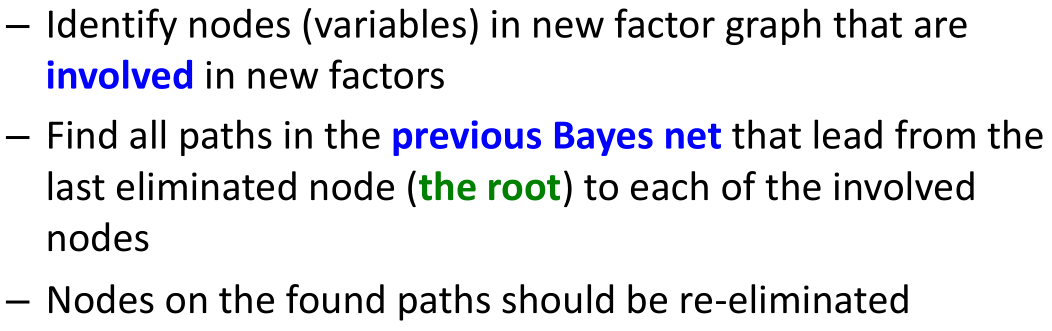 – Identify nodes (variables) in new factor graph that are
involved in new factors
– Find all paths in the previous Bayes net that lead from the
last eliminated node (the root) to each of the involved
nodes
– Nodes on the found paths should be re-eliminated